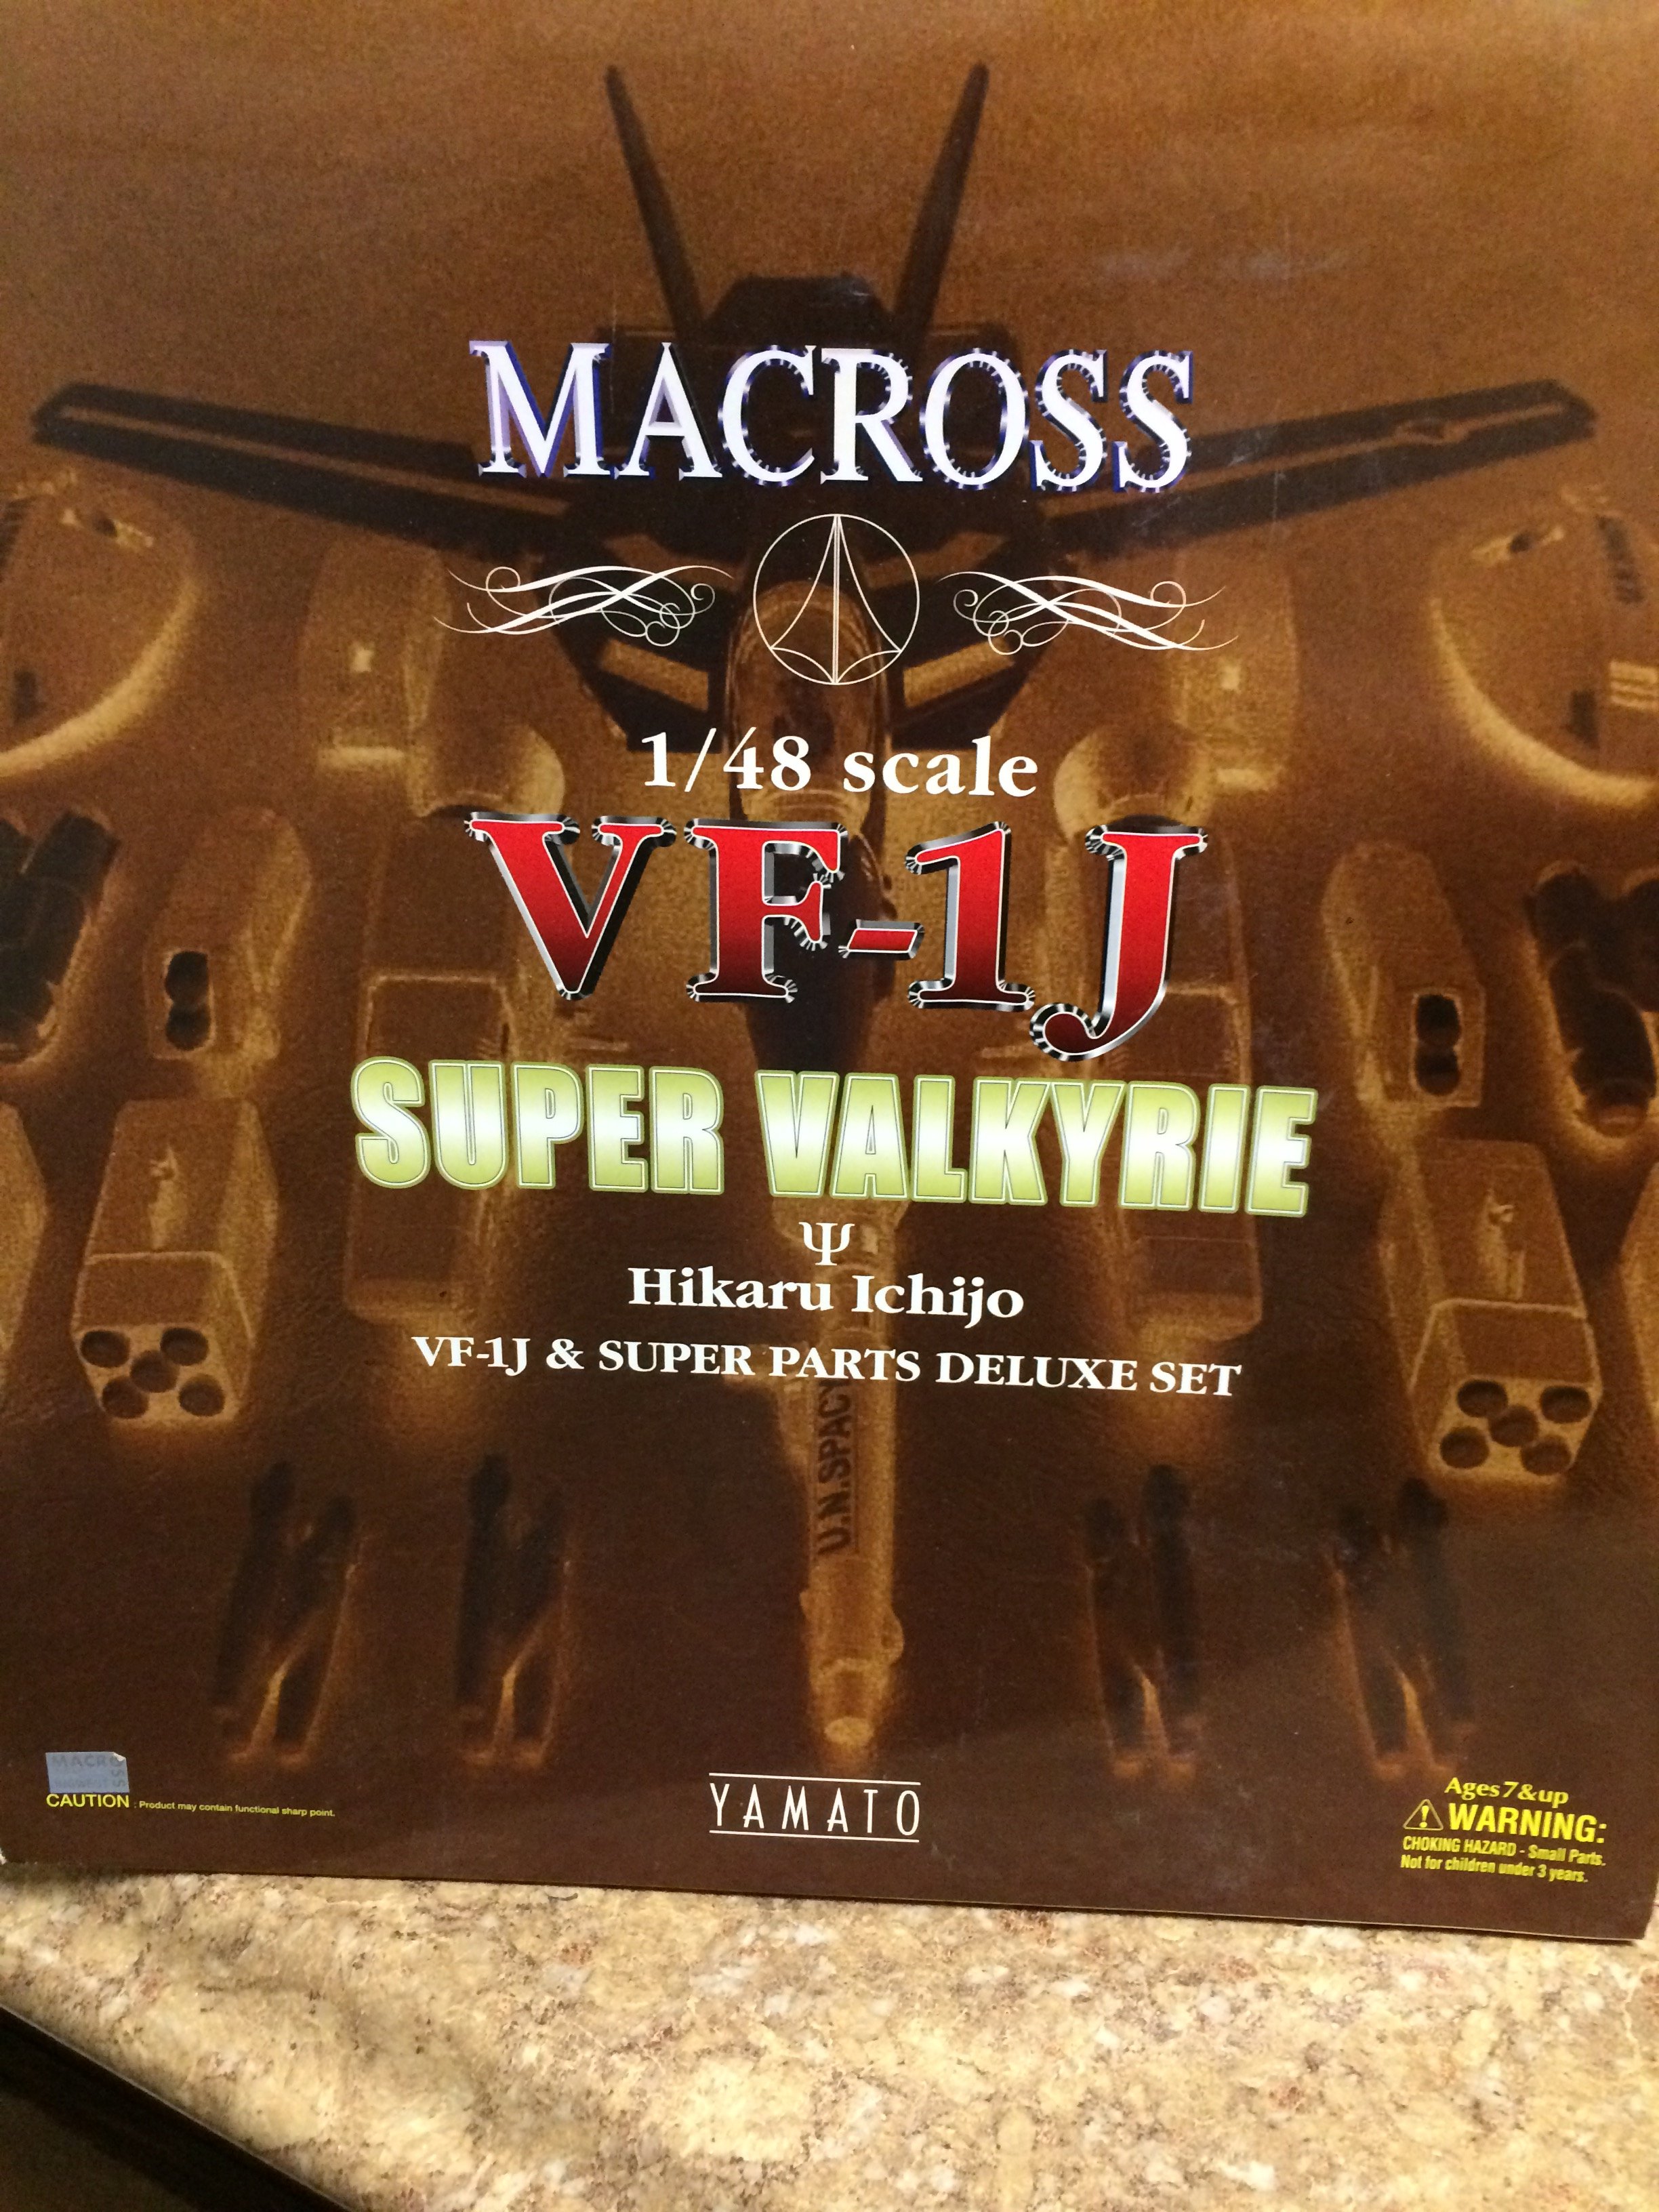 MACROSS
1/48 scale
VF-1J
SUPER VALKYRIE
Ψ
Hikaru Ichijo
VF-1J & SUPER PARTS DELUXE SET
U.N.SPACY
MACROSS
CAUTION : Product may contain functional sharp point.
YAMATO
Ages 7 & up
WARNING:
CHOKING HAZARD - Small Parts.
Not for children under 3 years.